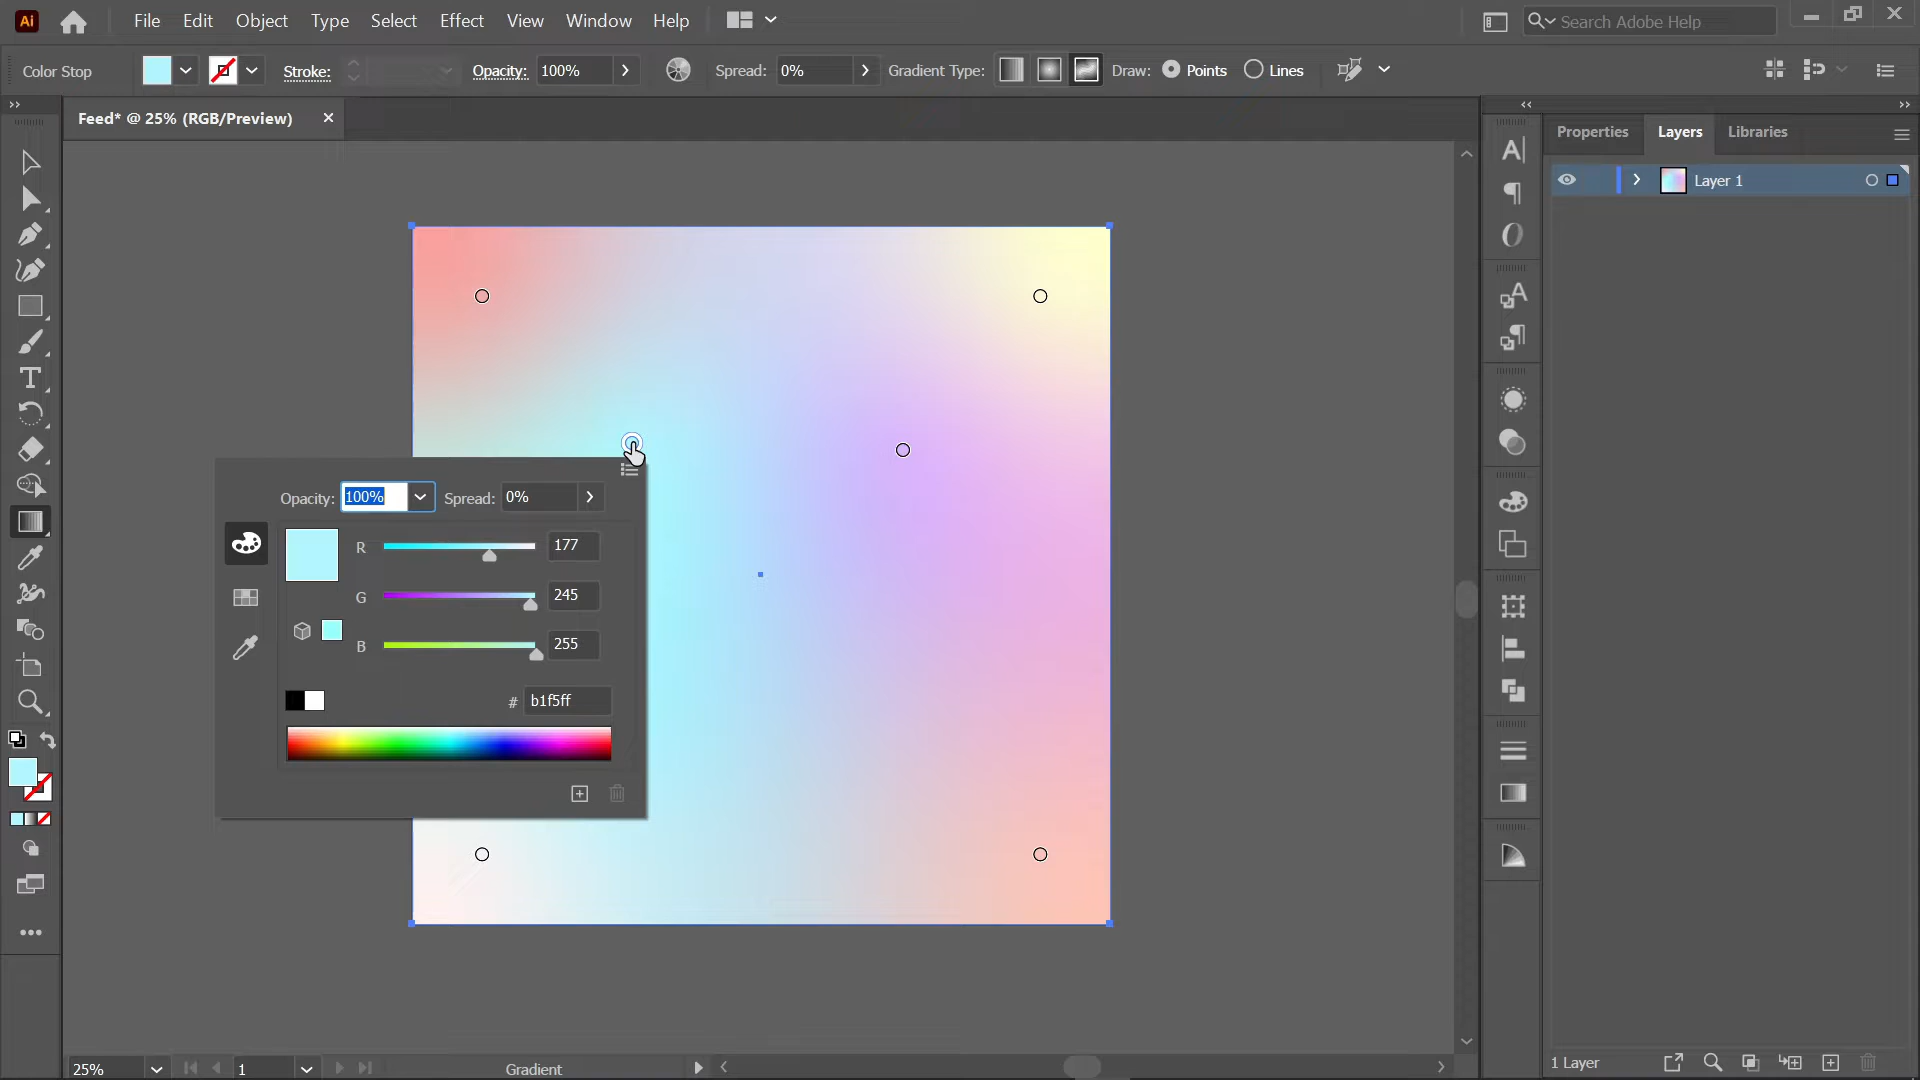 Ai File Edit Object Type Select Effect View Window Help Search Adobe Help
Color Stop Stroke: Opacity: 100% Spread: 0% Gradient Type: Draw: Points Lines
Feed* @ 25% (RGB/Preview)
Properties Layers Libraries
Layer 1
Opacity: 100% Spread: 0%
R 177
G 245
B 255
# b1f5ff
25% 1 Gradient
1 Layer